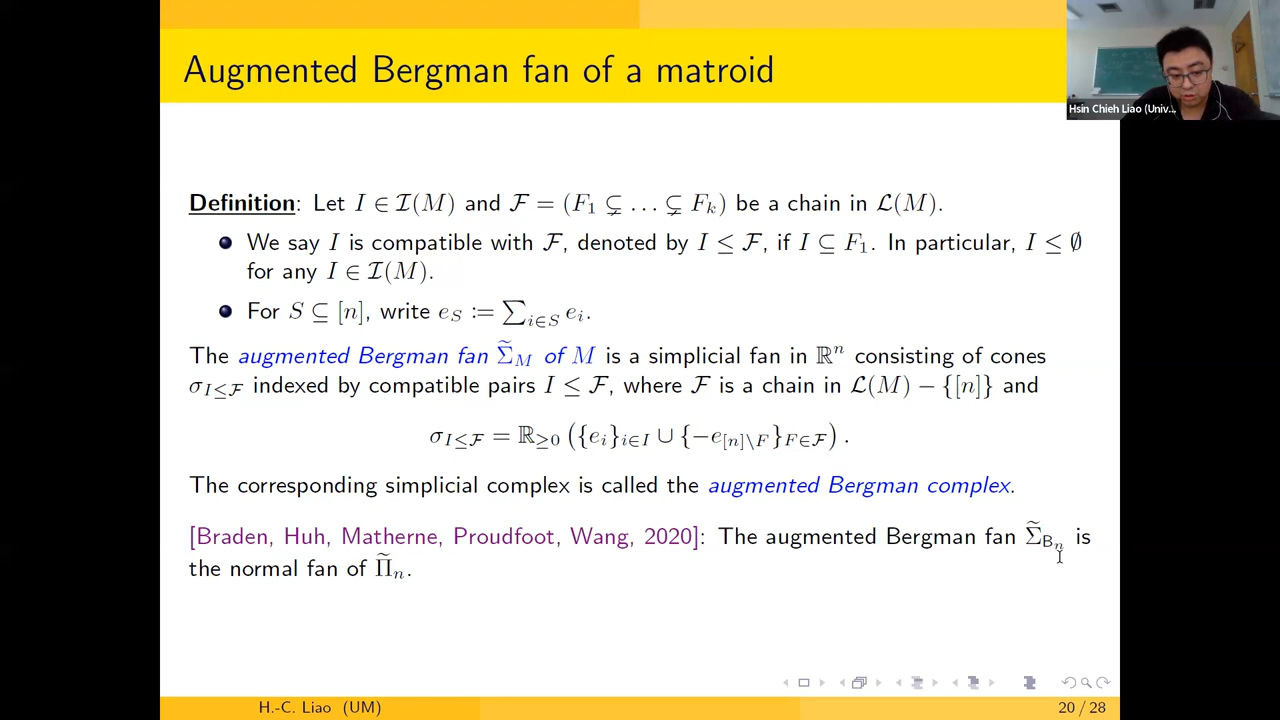 Augmented Bergman fan of a matroid
Hsin Chieh Liao (Univ...
Definition: Let I ∈ 𝓘(M) and 𝓕 = (F₁ ⊊ … ⊊ Fₖ) be a chain in 𝓛(M).
We say I is compatible with 𝓕, denoted by I ≤ 𝓕, if I ⊆ F₁. In particular, I ≤ ∅
for any I ∈ 𝓘(M).
For S ⊆ [n], write e_S := ∑_{i∈S} e_i.
The augmented Bergman fan Σ̃_M of M is a simplicial fan in ℝⁿ consisting of cones
σ_{I≤𝓕} indexed by compatible pairs I ≤ 𝓕, where 𝓕 is a chain in 𝓛(M) − {[n]} and
σ_{I≤𝓕} = ℝ_{≥0} ({e_i}_{i∈I} ∪ {−e_{[n]\F}}_{F∈𝓕}) .
The corresponding simplicial complex is called the augmented Bergman complex.
[Braden, Huh, Matherne, Proudfoot, Wang, 2020]: The augmented Bergman fan Σ̃_{B_n} is
the normal fan of Π̃_n.
H.-C. Liao (UM)
20 / 28